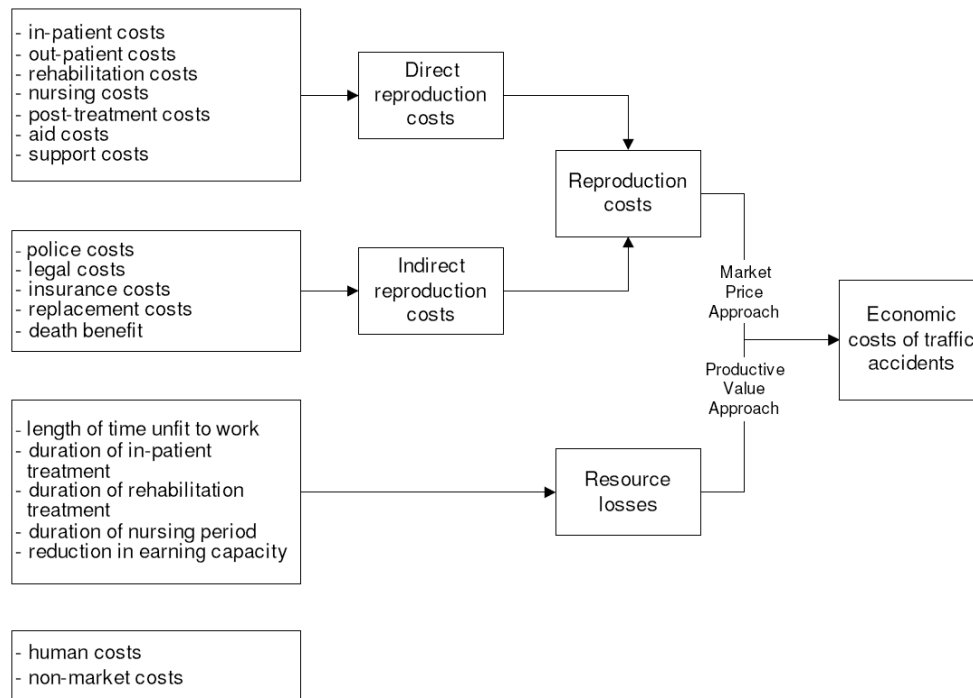 - in-patient costs
- out-patient costs
- rehabilitation costs
- nursing costs
- post-treatment costs
- aid costs
- support costs
Direct
reproduction
costs
Reproduction
costs
- police costs
- legal costs
- insurance costs
- replacement costs
- death benefit
Indirect
reproduction
costs
Market
Price
Approach
Economic
costs of traffic
accidents
Productive
Value
Approach
- length of time unfit to work
- duration of in-patient
treatment
- duration of rehabilitation
treatment
- duration of nursing period
- reduction in earning capacity
Resource
losses
- human costs
- non-market costs